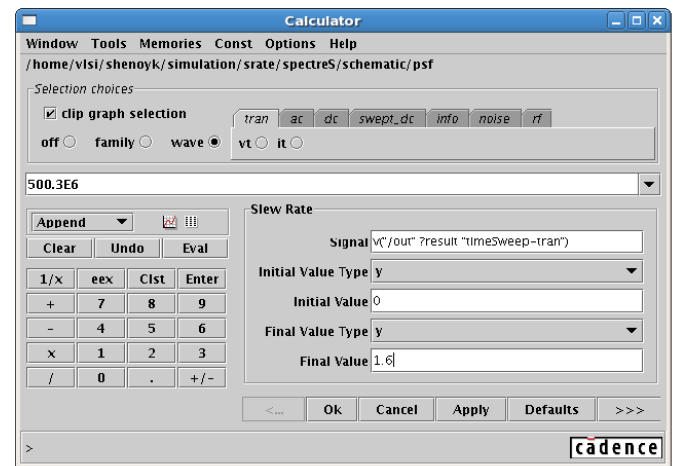 Calculator
Window Tools Memories Const Options Help
/home/vlsi/shenoyk/simulation/srate/spectreS/schematic/psf
Selection choices
clip graph selection
off family wave
tran ac dc swept_dc info noise rf
vt it
500.3E6
Append
Clear Undo Eval
1/x eex Clst Enter
+ 7 8 9
- 4 5 6
x 1 2 3
/ 0 . +/-
Slew Rate
Signal v("/out" ?result "timeSweep-tran")
Initial Value Type y
Initial Value 0
Final Value Type y
Final Value 1.6
<... Ok Cancel Apply Defaults >>>
> cādence